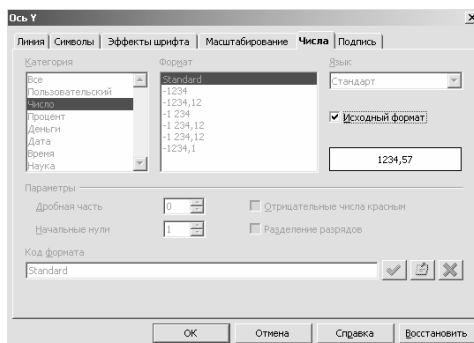 Ось Y
Линия Символы Эффекты шрифта Масштабирование Числа Подпись
Категория Формат Язык
Все
Пользовательский
Число
Процент
Деньги
Дата
Время
Наука
Standard
-1234
-1234,12
-1 234
-1 234,12
-1 234,12
-1234,1
Стандарт
Исходный формат
1234,57
Параметры
Дробная часть 0 Отрицательные числа красным
Начальные нули 1 Разделение разрядов
Код формата
Standard
OK Отмена Справка Восстановить